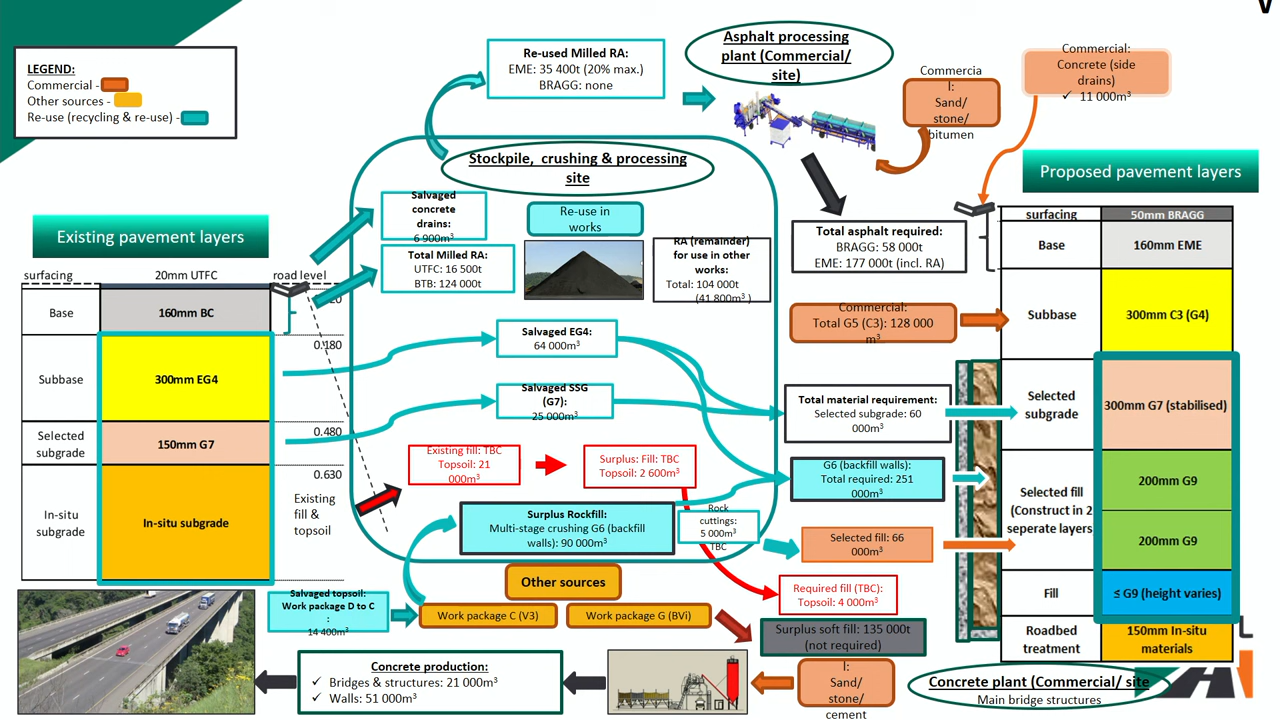 V
LEGEND:
Commercial -
Other sources -
Re-use (recycling & re-use) -
Re-used Milled RA:
EME: 35 400t (20% max.)
BRAGG: none
Asphalt processing
plant (Commercial/
site)
Commercia
l:
Sand/
stone/
bitumen
Commercial:
Concrete (side
drains)
✓ 11 000m³
Stockpile, crushing & processing
site
Proposed pavement layers
Existing pavement layers
Salvaged
concrete
drains:
6 900m³
Re-use in
works
Total Milled RA:
UTFC: 16 500t
BTB: 124 000t
RA (remainder)
for use in other
works:
Total: 104 000t
(41 800m³ )
Total asphalt required:
BRAGG: 58 000t
EME: 177 000t (incl. RA)
surfacing
50mm BRAGG
Base
160mm EME
surfacing
20mm UTFC
road level
20
Base
160mm BC
0.180
Commercial:
Total G5 (C3): 128 000
m³
Subbase
300mm C3 (G4)
Salvaged EG4:
64 000m³
Subbase
300mm EG4
Salvaged SSG
(G7):
25 000m³
Total material requirement:
Selected subgrade: 60
000m³
Selected
subgrade
300mm G7 (stabilised)
0.480
Selected
subgrade
150mm G7
0.630
Existing fill: TBC
Topsoil: 21
000m³
Surplus: Fill: TBC
Topsoil: 2 600m³
G6 (backfill walls):
Total required: 251
000m³
Selected fill
(Construct in 2
seperate layers
200mm G9
200mm G9
In-situ
subgrade
In-situ subgrade
Existing
fill &
topsoil
Surplus Rockfill:
Multi-stage crushing G6 (backfill
walls): 90 000m³
Rock
cuttings:
5 000m³
TBC
Selected fill: 66
000m³
Other sources
Required fill (TBC):
Topsoil: 4 000m³
Fill
≤ G9 (height varies)
Salvaged topsoil:
Work package D to C
:
14 400m³
Work package C (V3)
Work package G (BVi)
Surplus soft fill: 135 000t
(not required)
Roadbed
treatment
150mm In-situ
materials
Concrete production:
✓ Bridges & structures: 21 000m³
✓ Walls: 51 000m³
l:
Sand/
stone/
cement
Concrete plant (Commercial/ site
Main bridge structures